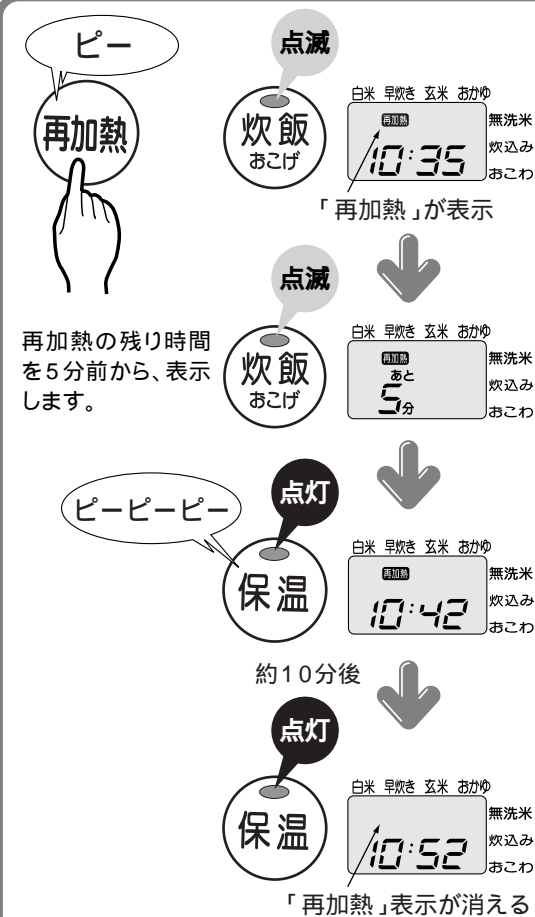 ピー
再加熱
点滅
炊飯
おこげ
白米 早炊き 玄米 おかゆ
再加熱
10:35
無洗米
炊込み
おこわ
「再加熱」が表示
再加熱の残り時間
を5分前から、表示
します。
点滅
炊飯
おこげ
白米 早炊き 玄米 おかゆ
再加熱
あと
5分
無洗米
炊込み
おこわ
ピーピーピー
点灯
保温
白米 早炊き 玄米 おかゆ
再加熱
10:42
無洗米
炊込み
おこわ
約10分後
点灯
保温
白米 早炊き 玄米 おかゆ
10:52
無洗米
炊込み
おこわ
「再加熱」表示が消える